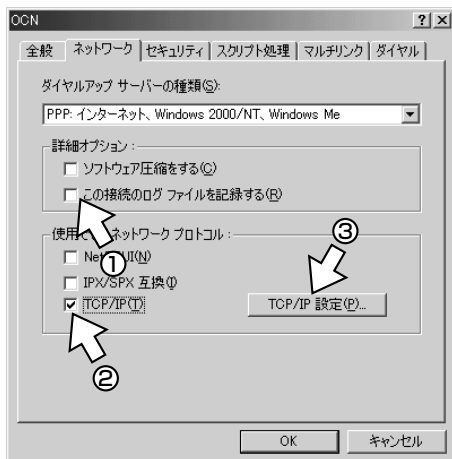 OCN
? ×
全般 ネットワーク セキュリティ スクリプト処理 マルチリンク ダイヤル
ダイヤルアップ サーバーの種類(S):
PPP: インターネット、Windows 2000/NT、Windows Me
詳細オプション:
ソフトウェア圧縮をする(C)
この接続のログ ファイルを記録する(R)
①
使用 ネットワーク プロトコル:
③
Net UI(N)
IPX/SPX 互換(I)
TCP/IP(T)
TCP/IP 設定(P)...
②
OK キャンセル